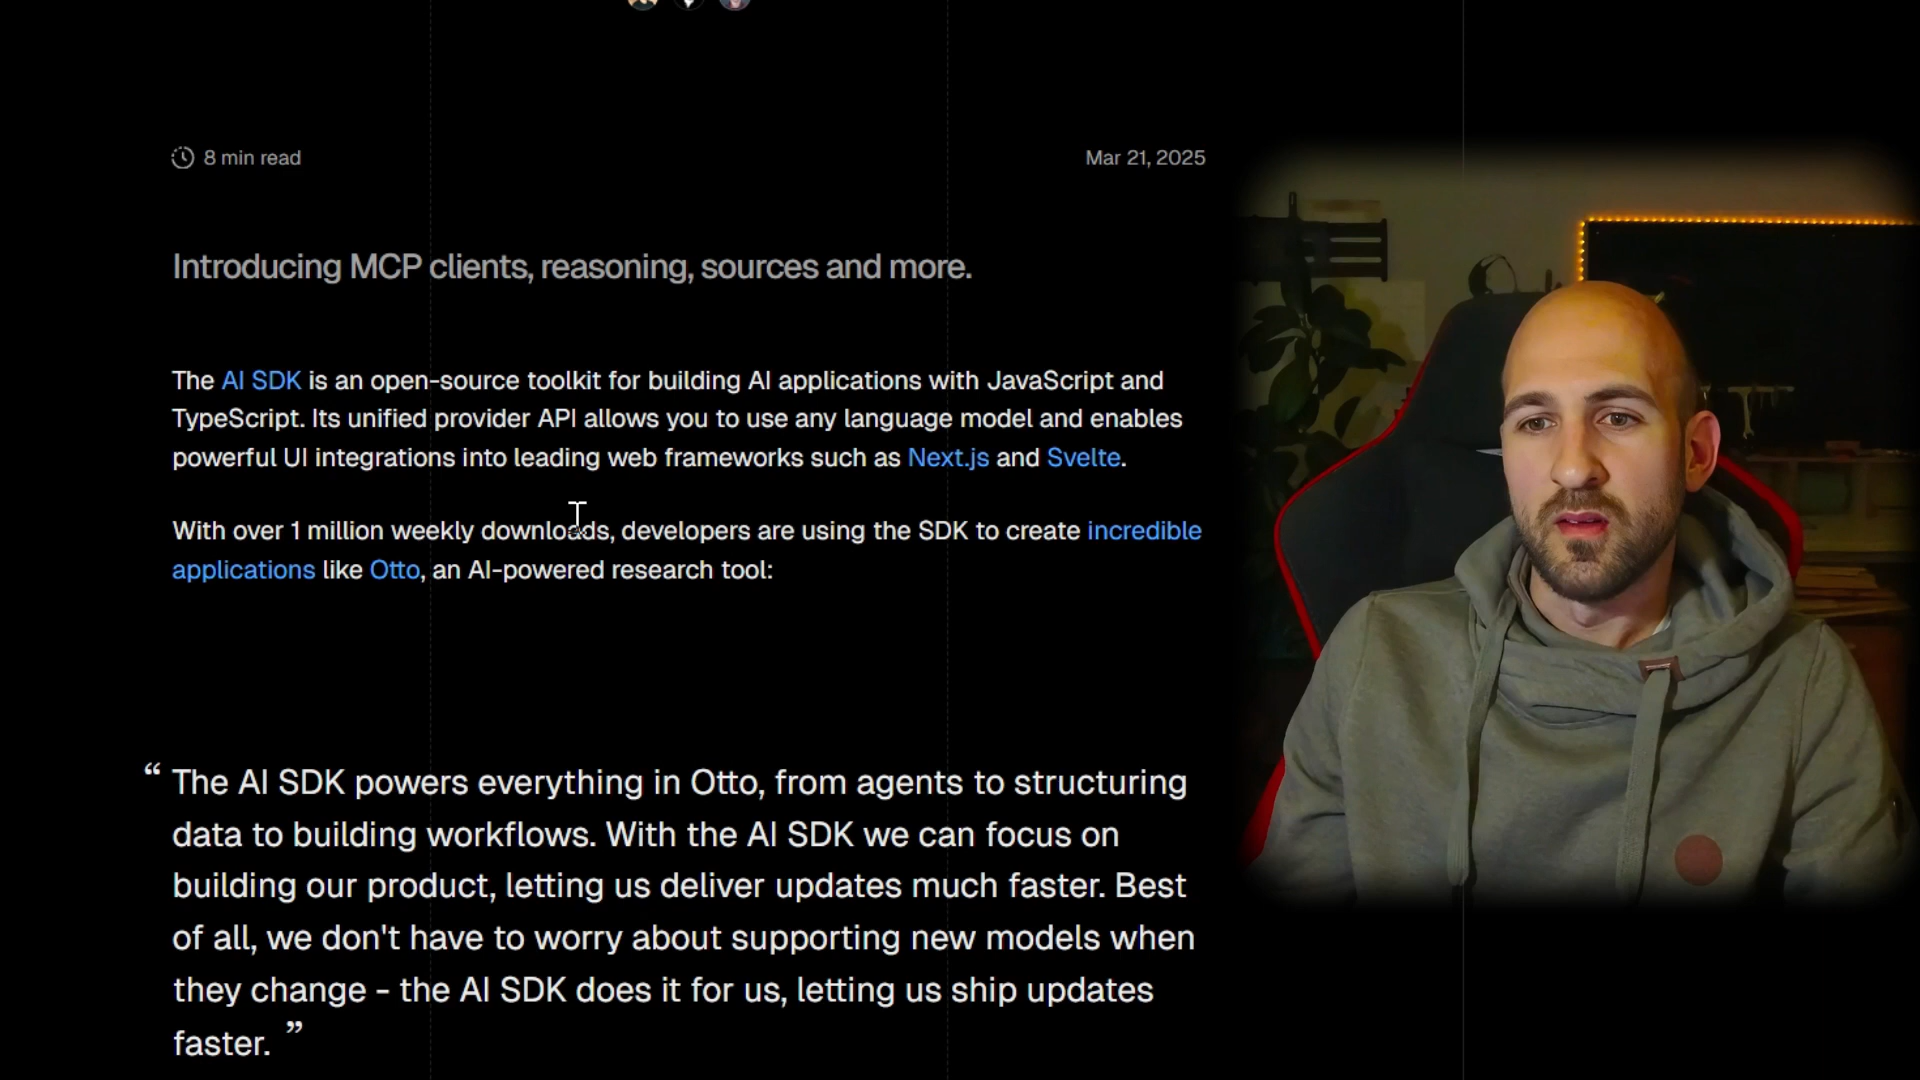 8 min read
Mar 21, 2025
Introducing MCP clients, reasoning, sources and more.
The AI SDK is an open-source toolkit for building AI applications with JavaScript and
TypeScript. Its unified provider API allows you to use any language model and enables
powerful UI integrations into leading web frameworks such as Next.js and Svelte.
With over 1 million weekly downloads, developers are using the SDK to create incredible
applications like Otto, an AI-powered research tool:
“ The AI SDK powers everything in Otto, from agents to structuring
data to building workflows. With the AI SDK we can focus on
building our product, letting us deliver updates much faster. Best
of all, we don't have to worry about supporting new models when
they change - the AI SDK does it for us, letting us ship updates
faster. ”